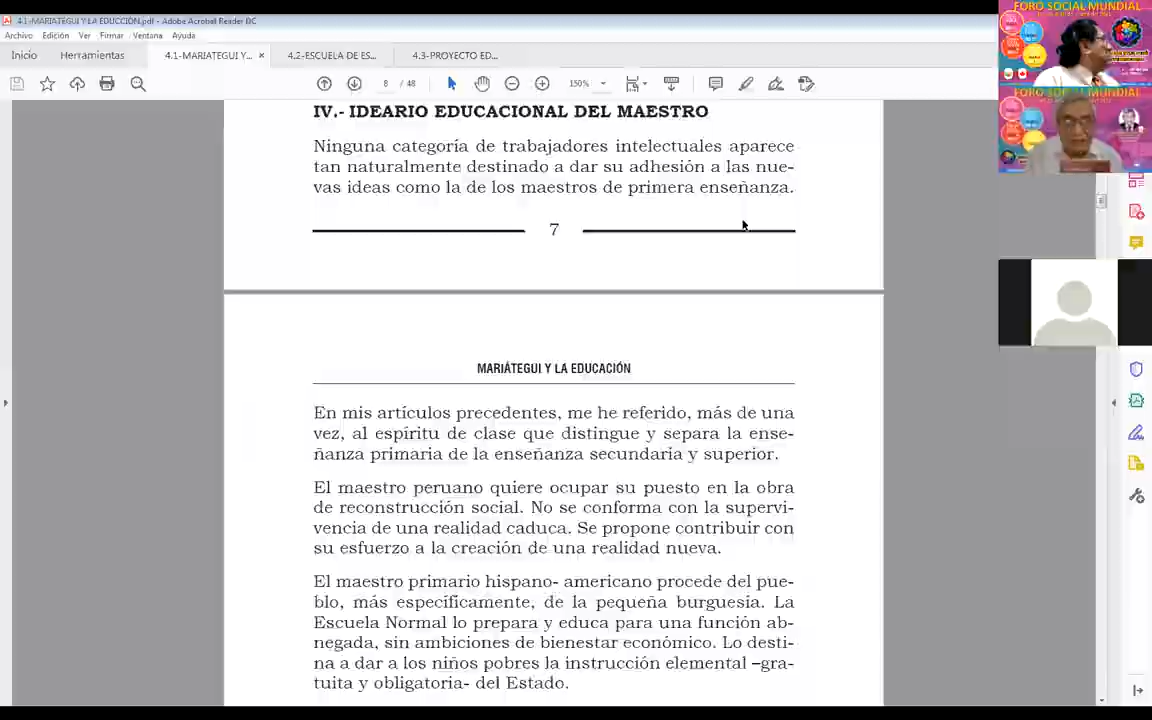 4.1-MARIATEGUI Y LA EDUCCIÓN.pdf - Adobe Acrobat Reader DC
Archivo Edición Ver Firmar Ventana Ayuda
Inicio Herramientas 4.1-MARIATEGUI Y... × 4.2-ESCUELA DE ES... 4.3-PROYECTO ED...
8 / 48 150%
IV.- IDEARIO EDUCACIONAL DEL MAESTRO
Ninguna categoría de trabajadores intelectuales aparece
tan naturalmente destinado a dar su adhesión a las nue-
vas ideas como la de los maestros de primera enseñanza.
7
MARIÁTEGUI Y LA EDUCACIÓN
En mis artículos precedentes, me he referido, más de una
vez, al espíritu de clase que distingue y separa la ense-
ñanza primaria de la enseñanza secundaria y superior.
El maestro peruano quiere ocupar su puesto en la obra
de reconstrucción social. No se conforma con la supervi-
vencia de una realidad caduca. Se propone contribuir con
su esfuerzo a la creación de una realidad nueva.
El maestro primario hispano- americano procede del pue-
blo, más específicamente, de la pequeña burguesía. La
Escuela Normal lo prepara y educa para una función ab-
negada, sin ambiciones de bienestar económico. Lo desti-
na a dar a los niños pobres la instrucción elemental –gra-
tuita y obligatoria- del Estado.
FORO SOCIAL MUNDIAL
FORO SOCIAL MUNDIAL